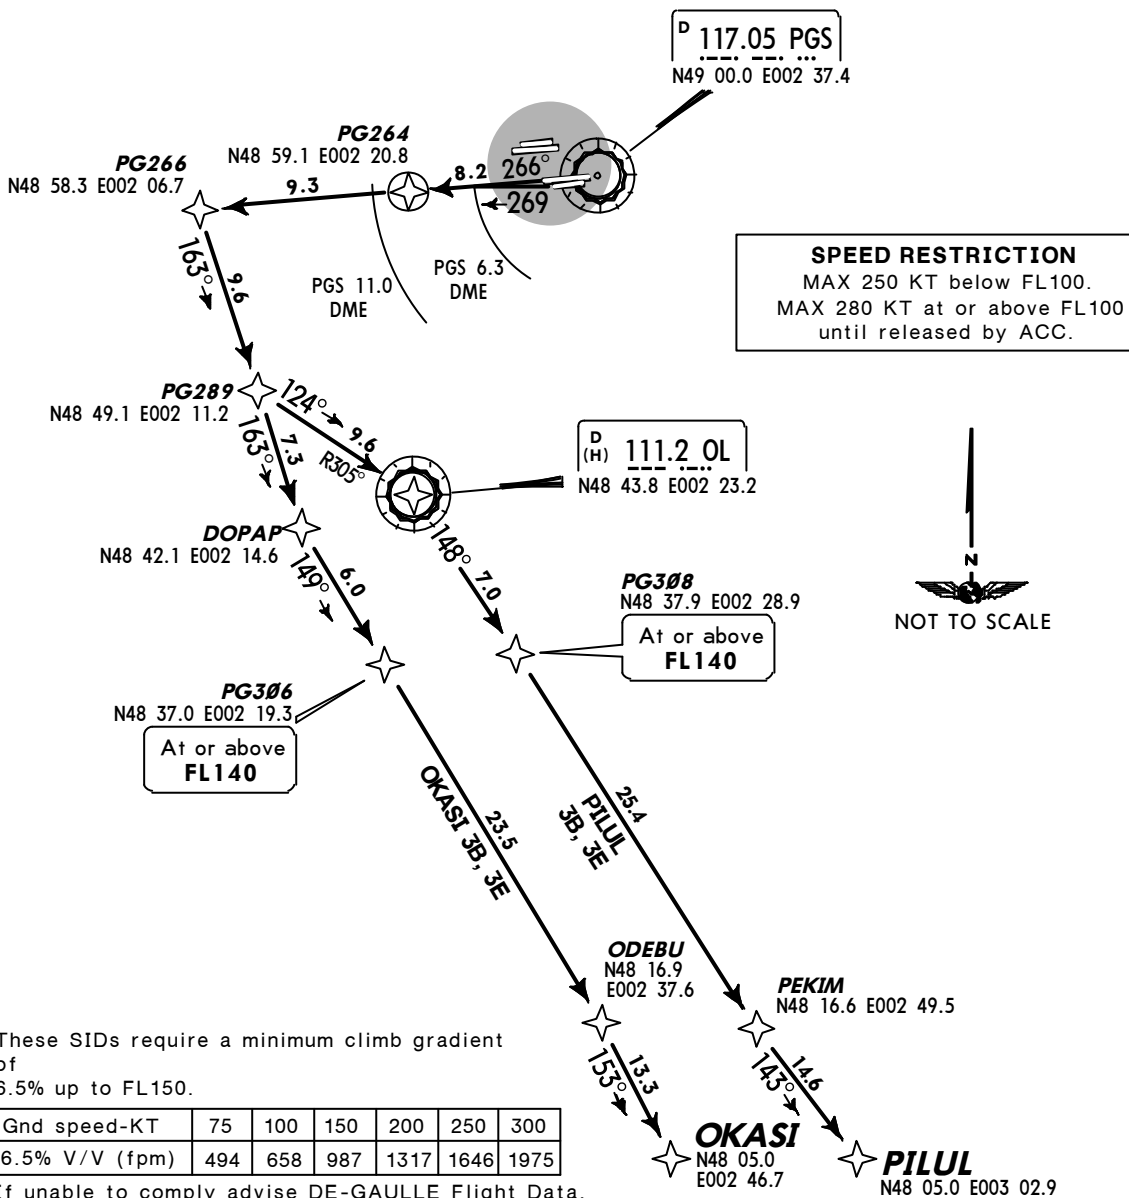 D 117.05 PGS
N49 00.0 E002 37.4
PG264
N48 59.1 E002 20.8
PG266
N48 58.3 E002 06.7
9.3
8.2
266°
269
163°
9.6
PGS 11.0
DME
PGS 6.3
DME
SPEED RESTRICTION
MAX 250 KT below FL100.
MAX 280 KT at or above FL100
until released by ACC.
PG289
N48 49.1 E002 11.2
124°
9.6
R305°
163°
7.3
D
(H) 111.2 OL
N48 43.8 E002 23.2
DOPAP
N48 42.1 E002 14.6
149°
6.0
148°
7.0
PG3Ø8
N48 37.9 E002 28.9
At or above
FL140
N
NOT TO SCALE
PG3Ø6
N48 37.0 E002 19.3
At or above
FL140
OKASI 3B, 3E
23.5
PILUL
3B, 3E
25.4
ODEBU
N48 16.9
E002 37.6
PEKIM
N48 16.6 E002 49.5
153°
13.3
143°
14.6
OKASI
N48 05.0
E002 46.7
PILUL
N48 05.0 E003 02.9
These SIDs require a minimum climb gradient
of
6.5% up to FL150.
Gnd speed-KT 75 100 150 200 250 300
6.5% V/V (fpm) 494 658 987 1317 1646 1975
If unable to comply advise DE-GAULLE Flight Data.